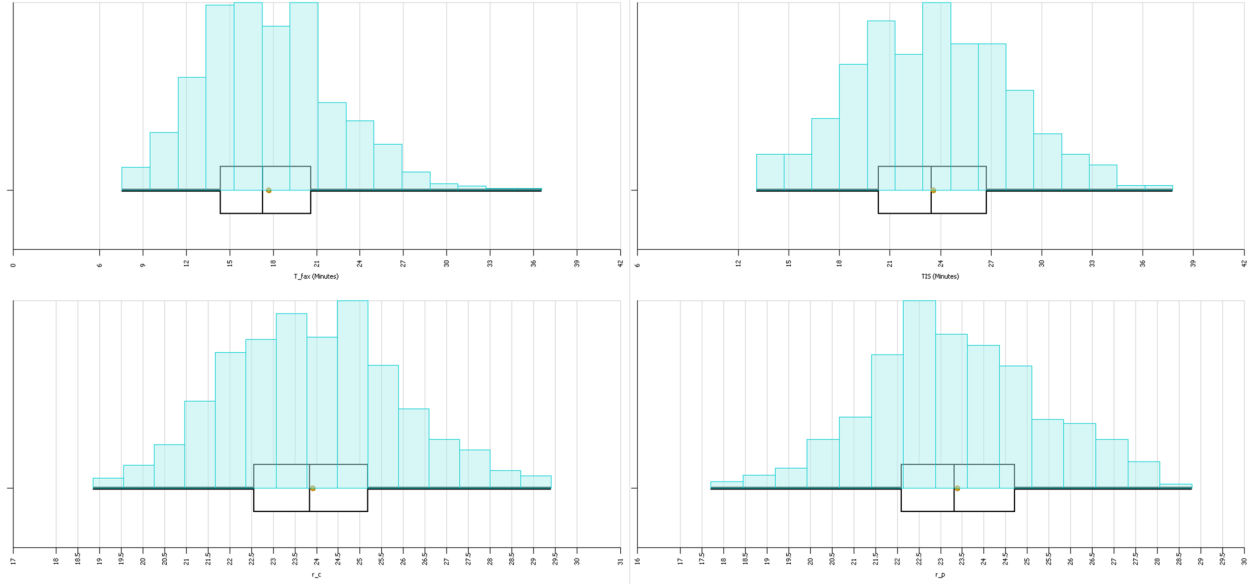 0 6 9 12 15 18 21 24 27 30 33 36 39 42
T_fax (Minutes)
6 12 15 18 21 24 27 30 33 36 42
TIS (Minutes)
17 18 18.5 19 19.5 20 20.5 21 21.5 22 22.5 23 23.5 24 24.5 25 25.5 26 26.5 27 27.5 28 28.5 29 29.5 31
r_c
16 17 17.5 18 18.5 19 19.5 20 20.5 21 21.5 22 22.5 23 23.5 24 24.5 25 25.5 26 26.5 27 27.5 28 28.5 29 29.5 30
r_p